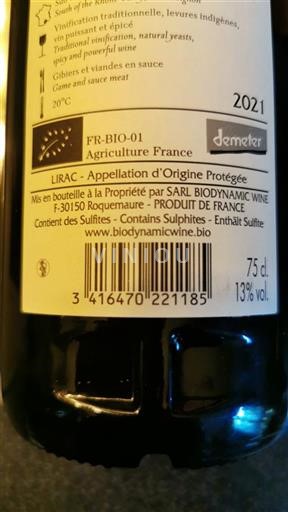 South of the Rhône
Vinification traditionnelle, levures indigènes,
vin puissant et épicé
Traditional vinification, natural yeasts,
spicy and powerful wine
Gibiers et viandes en sauce
Game and sauce meat
20°C
2021
FR-BIO-01
Agriculture France
demeter
LIRAC - Appellation d'Origine Protégée
Mis en bouteille à la Propriété par SARL BIODYNAMIC WINE
F-30150 Roquemaure - PRODUIT DE FRANCE
Contient des Sulfites - Contains Sulphites - Enthält Sulfite
www.biodynamicwine.bio
VINIOU
75 cl.
13% vol.
3 416470 221185